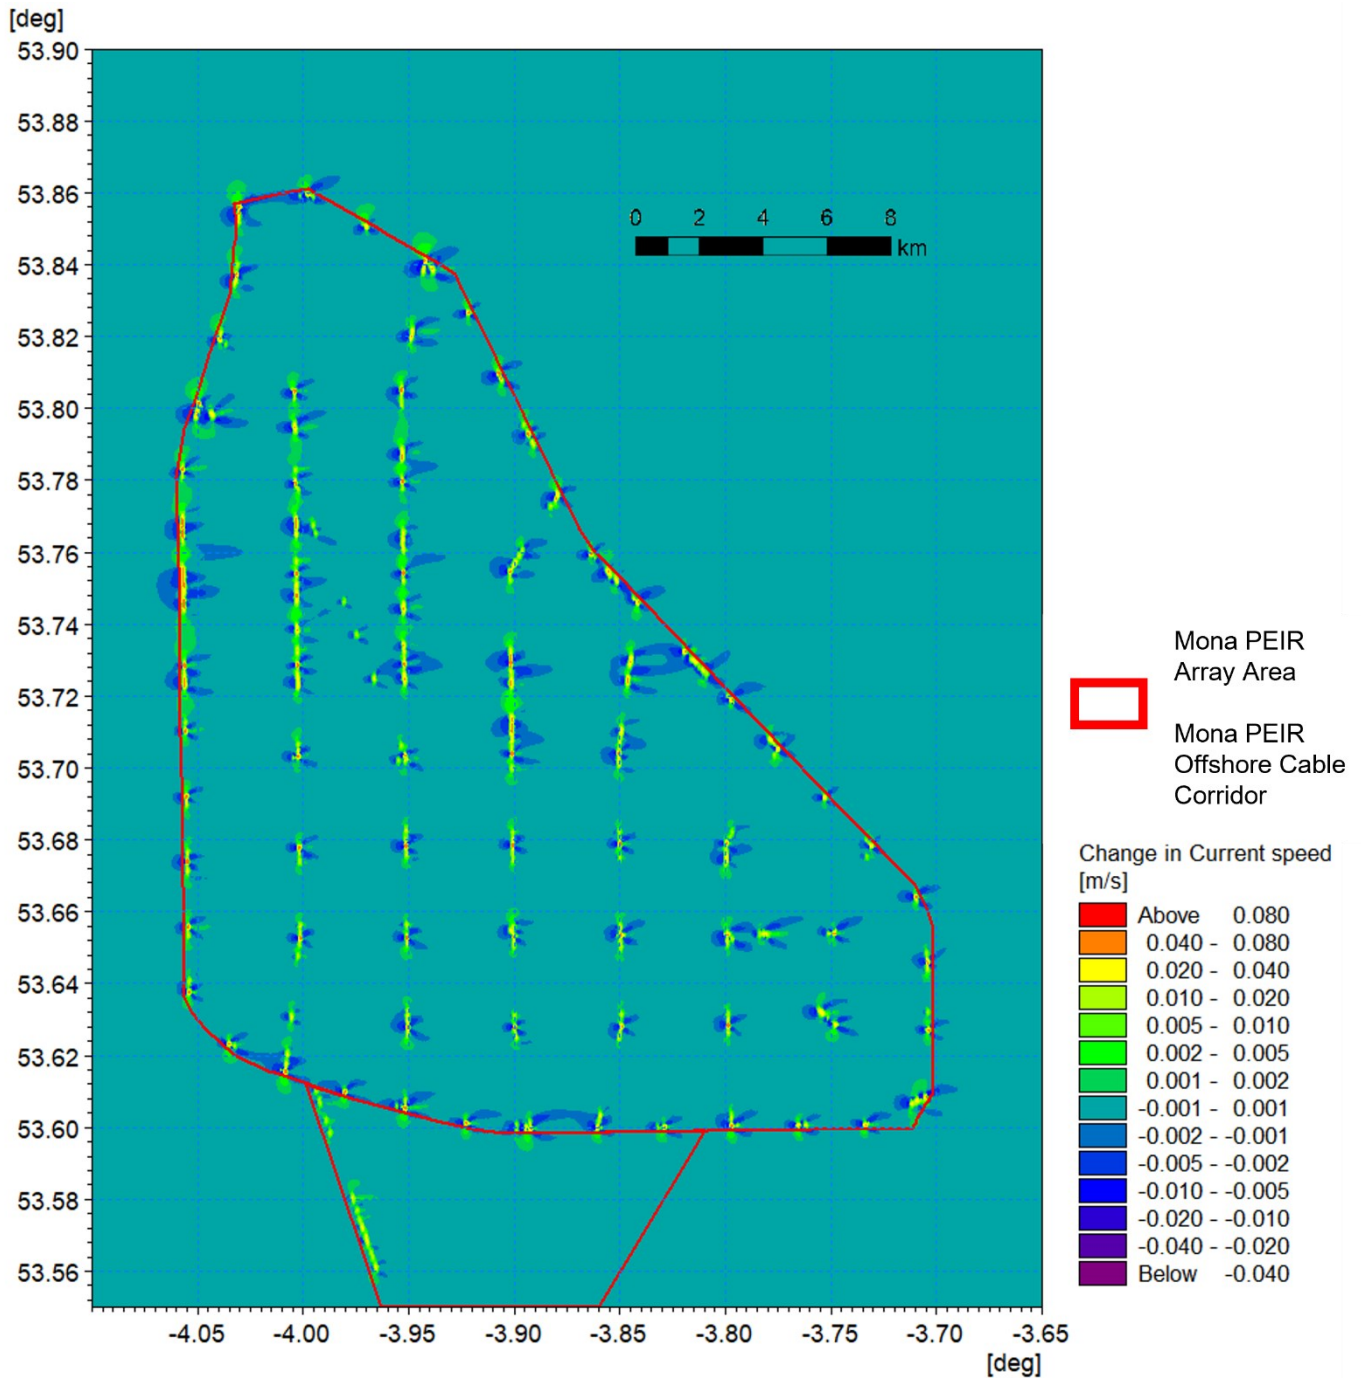 [deg]
53.90
53.88
53.86
53.84
53.82
53.80
53.78
53.76
53.74
53.72
53.70
53.68
53.66
53.64
53.62
53.60
53.58
53.56
0 2 4 6 8
km
-4.05 -4.00 -3.95 -3.90 -3.85 -3.80 -3.75 -3.70 -3.65
[deg]
Mona PEIR
Array Area
Mona PEIR
Offshore Cable
Corridor
Change in Current speed
[m/s]
Above 0.080
0.040 - 0.080
0.020 - 0.040
0.010 - 0.020
0.005 - 0.010
0.002 - 0.005
0.001 - 0.002
-0.001 - 0.001
-0.002 - -0.001
-0.005 - -0.002
-0.010 - -0.005
-0.020 - -0.010
-0.040 - -0.020
Below -0.040